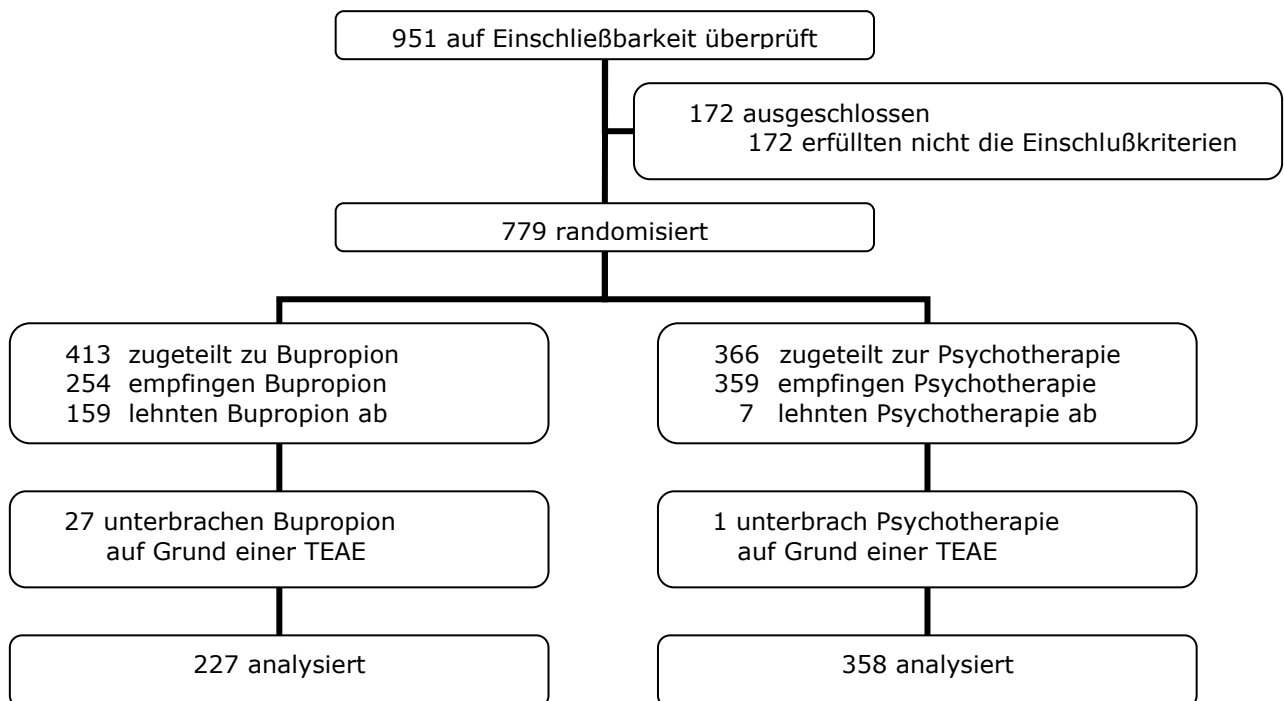 951 auf Einschließbarkeit überprüft
172 ausgeschlossen
172 erfüllten nicht die Einschlußkriterien
779 randomisiert
413 zugeteilt zu Bupropion
254 empfingen Bupropion
159 lehnten Bupropion ab
366 zugeteilt zur Psychotherapie
359 empfingen Psychotherapie
7 lehnten Psychotherapie ab
27 unterbrachen Bupropion
auf Grund einer TEAE
1 unterbrach Psychotherapie
auf Grund einer TEAE
227 analysiert
358 analysiert